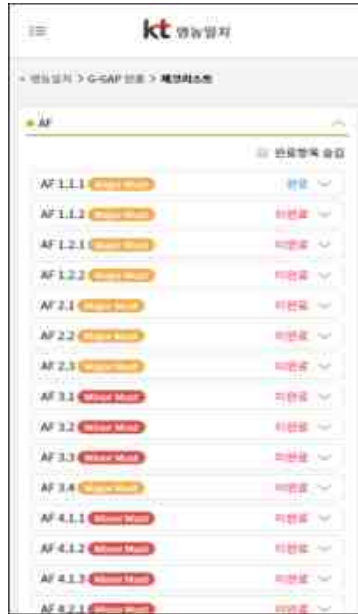 kt 영농일지
영농일지 > G-GAP 인증 > 체크리스트
AF
완료항목 숨김
AF 1.1.1 Major Must 완료
AF 1.1.2 Major Must 미완료
AF 1.2.1 Major Must 미완료
AF 1.2.2 Major Must 미완료
AF 2.1 Major Must 미완료
AF 2.2 Major Must 미완료
AF 2.3 Major Must 미완료
AF 3.1 Minor Must 미완료
AF 3.2 Minor Must 미완료
AF 3.3 Minor Must 미완료
AF 3.4 Major Must 미완료
AF 4.1.1 Minor Must 미완료
AF 4.1.2 Minor Must 미완료
AF 4.1.3 Minor Must 미완료
AF 4.2.1 Minor Must 미완료